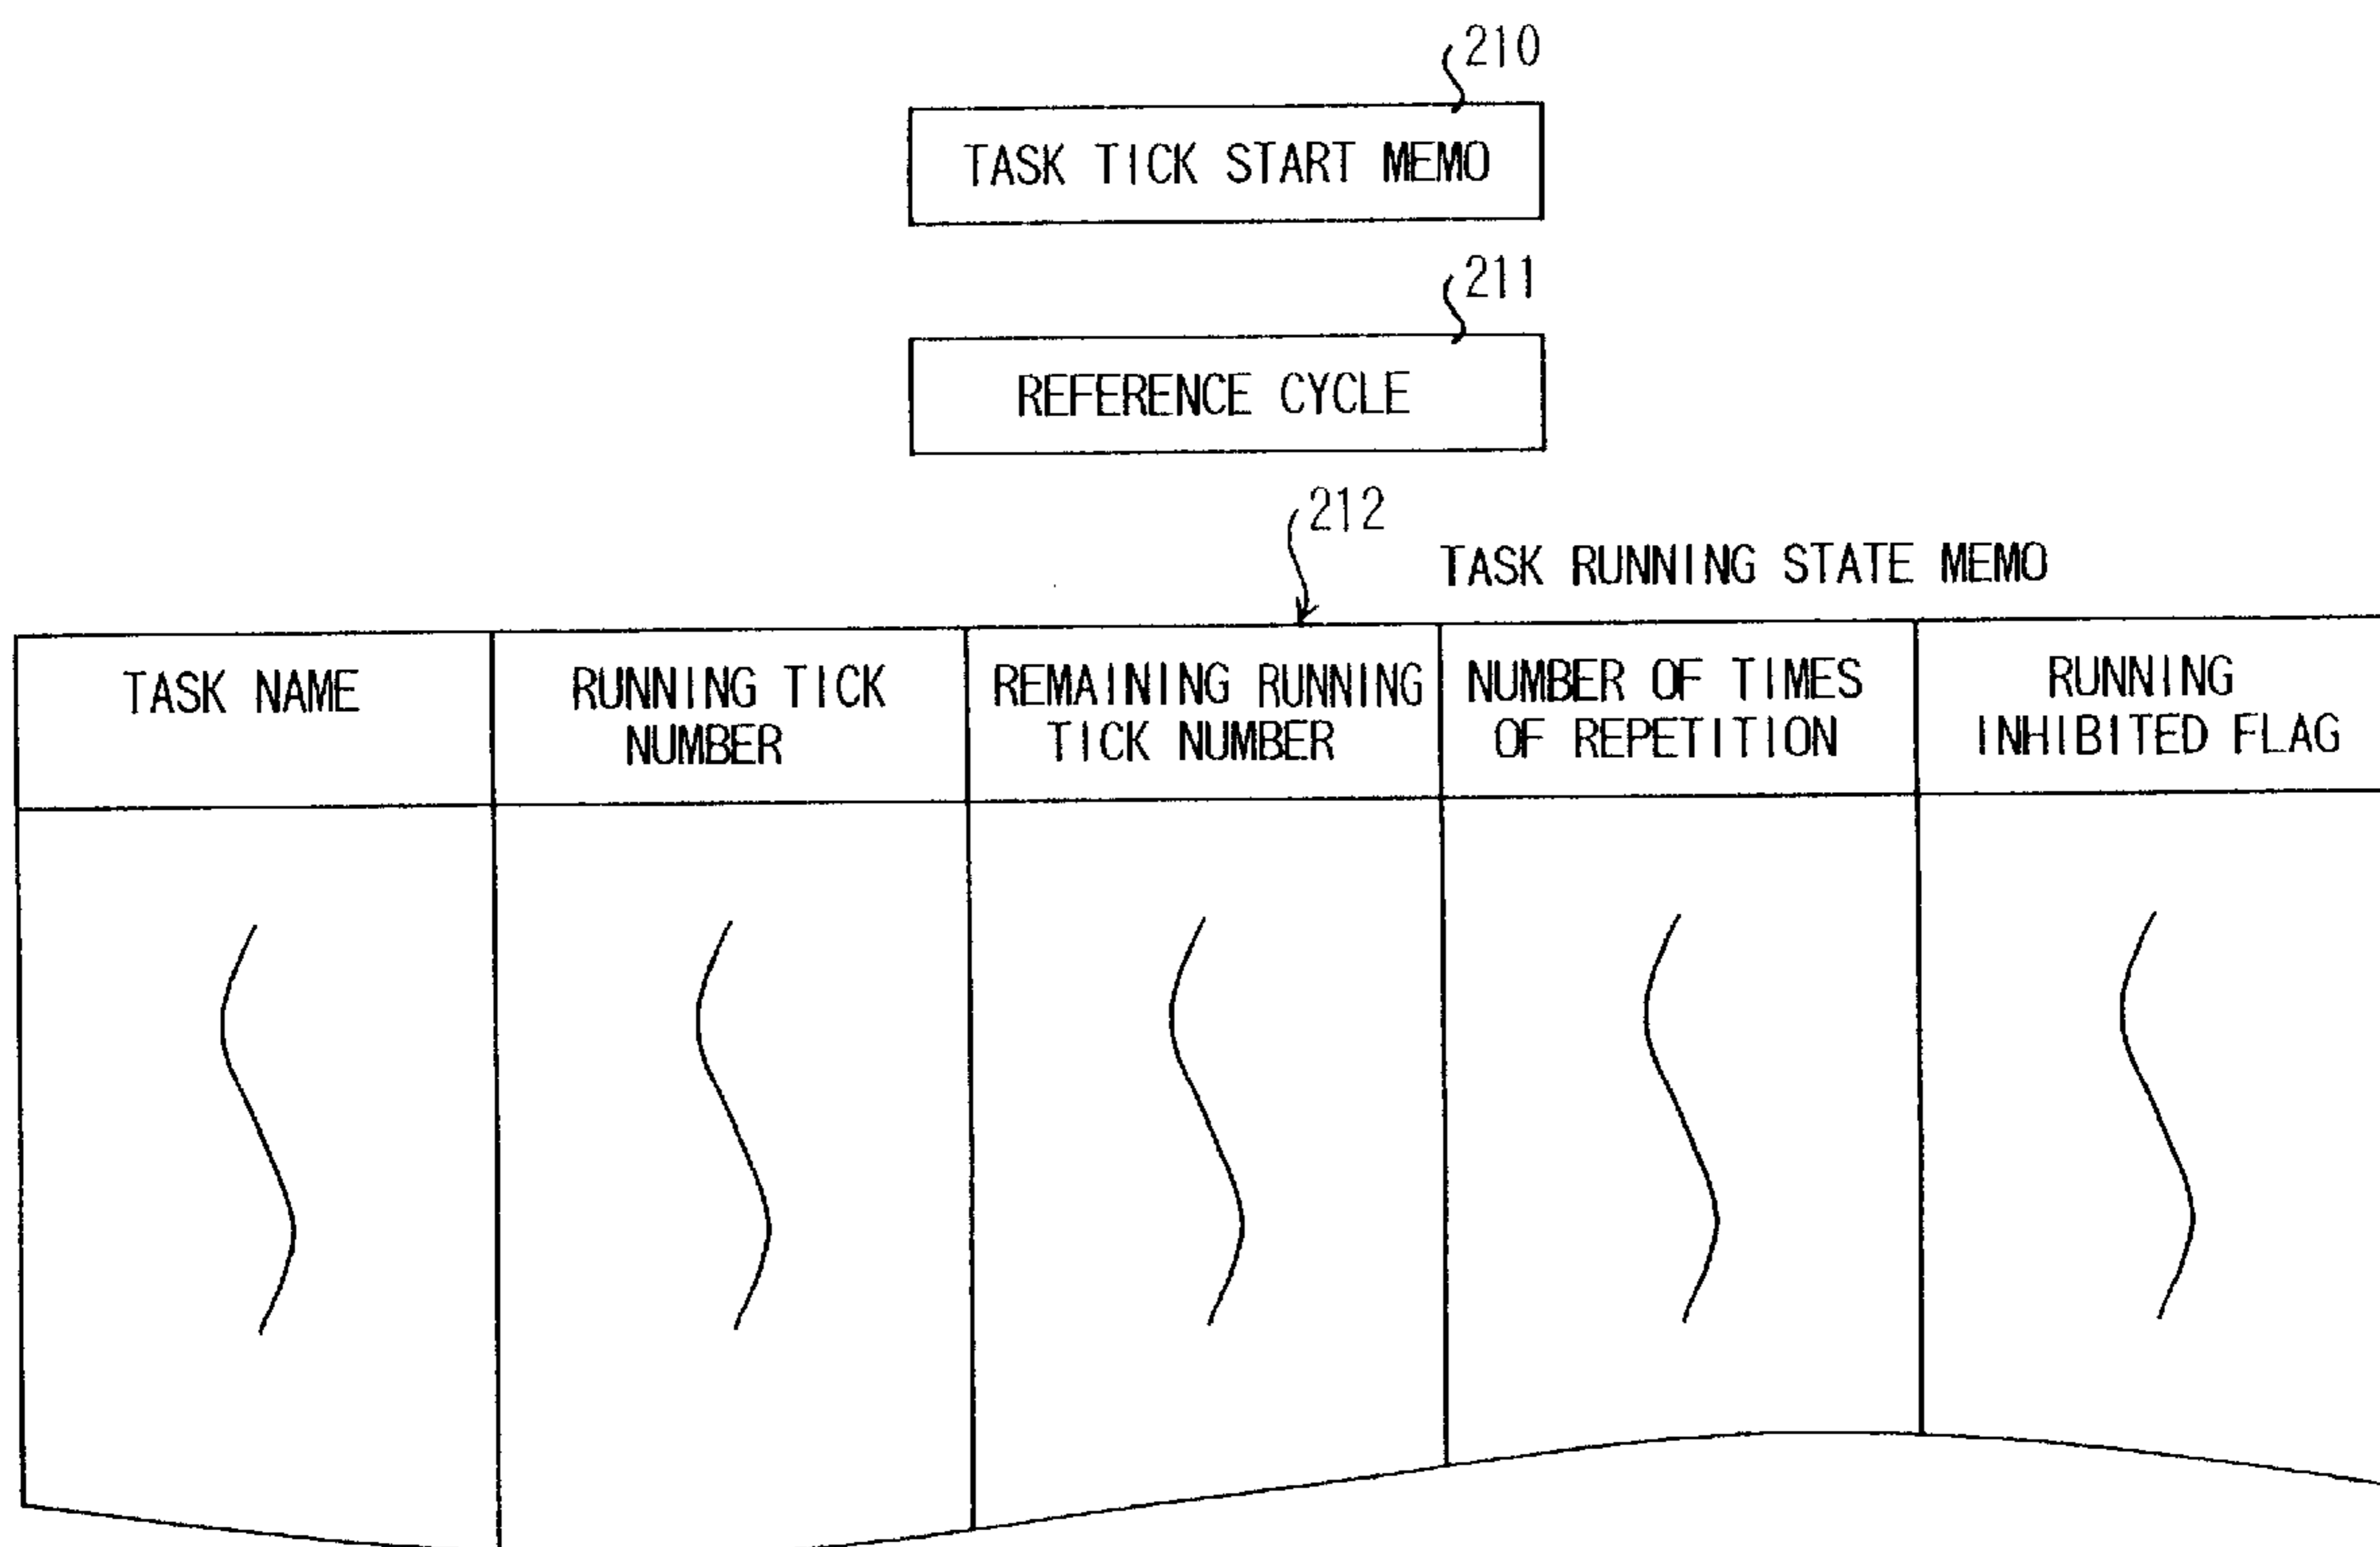 210
TASK TICK START MEMO
211
REFERENCE CYCLE
212
TASK RUNNING STATE MEMO
TASK NAME
RUNNING TICK
NUMBER
REMAINING RUNNING
TICK NUMBER
NUMBER OF TIMES
OF REPETITION
RUNNING
INHIBITED FLAG